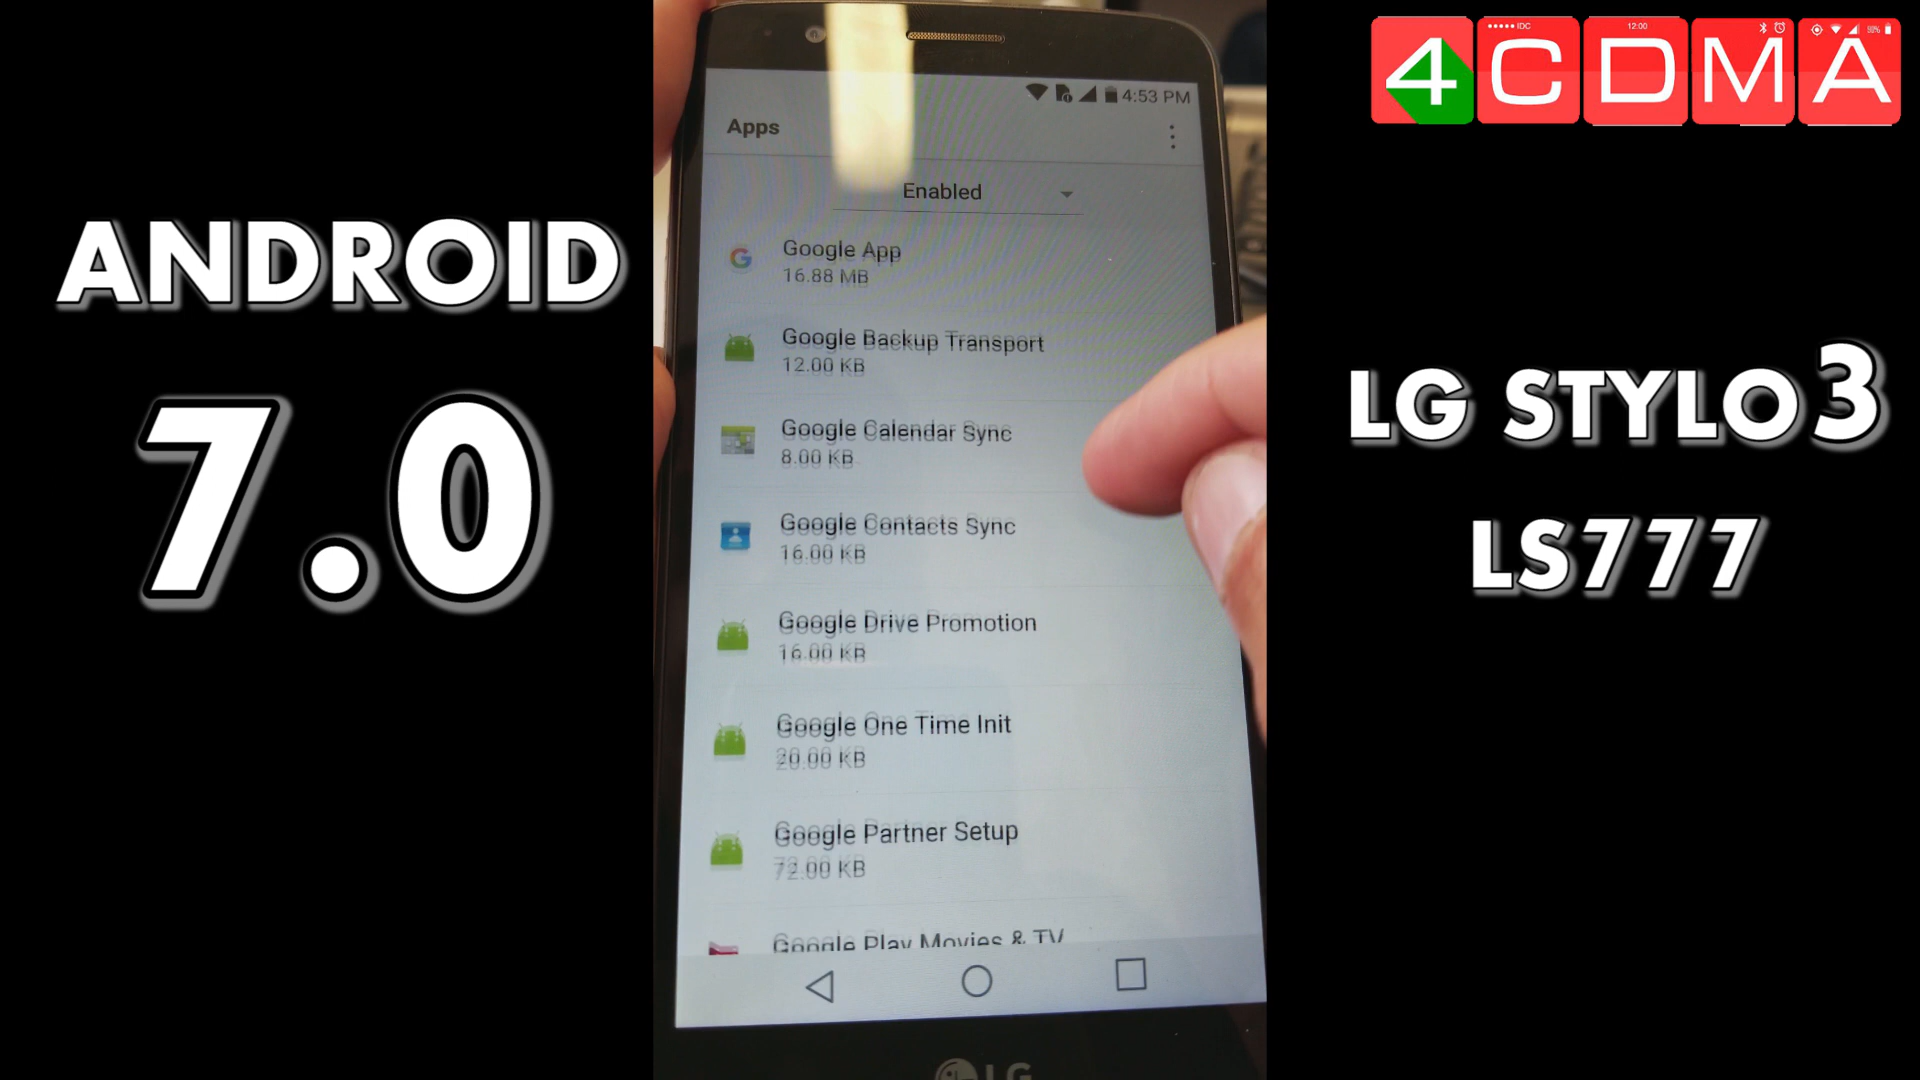 ANDROID
7.0
4:53 PM
Apps
Enabled
Google App
16.88 MB
Google Backup Transport
12.00 KB
Google Calendar Sync
8.00 KB
Google Contacts Sync
16.00 KB
Google Drive Promotion
16.00 KB
Google One Time Init
20.00 KB
Google Partner Setup
72.00 KB
Google Play Movies & TV
LG
IDC
12:00
4CDMA
LG STYLO 3
LS777